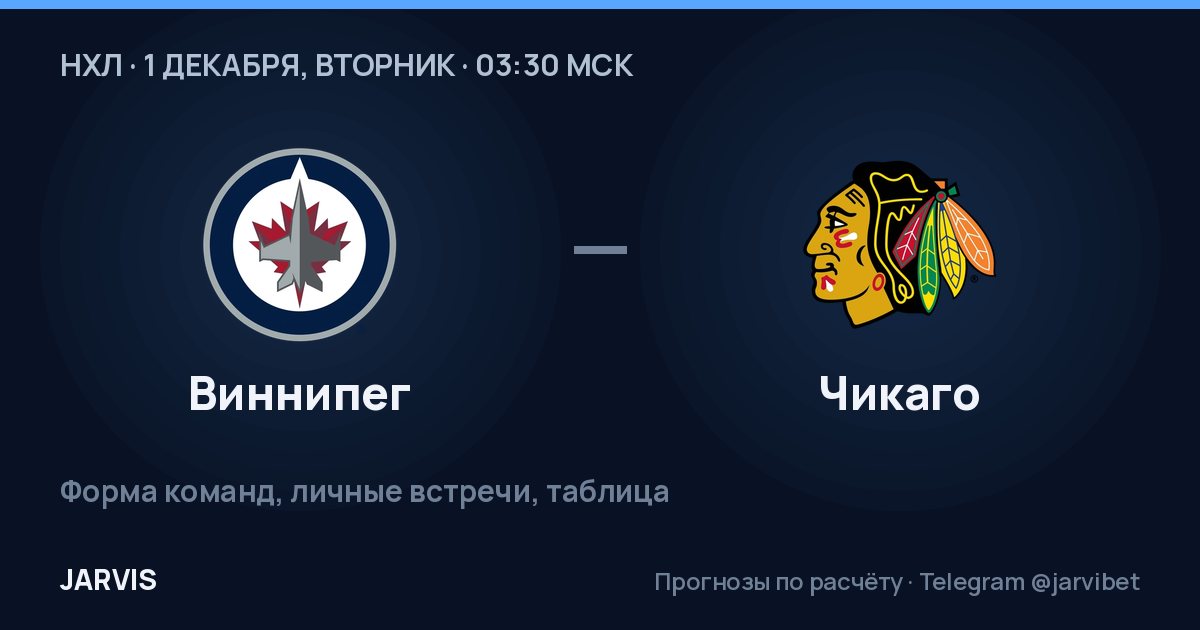 НХЛ · 1 ДЕКАБРЯ, ВТОРНИК · 03:30 МСК
—
Виннипег
Чикаго
Форма команд, личные встречи, таблица
JARVIS
Прогнозы по расчёту · Telegram @jarvibet